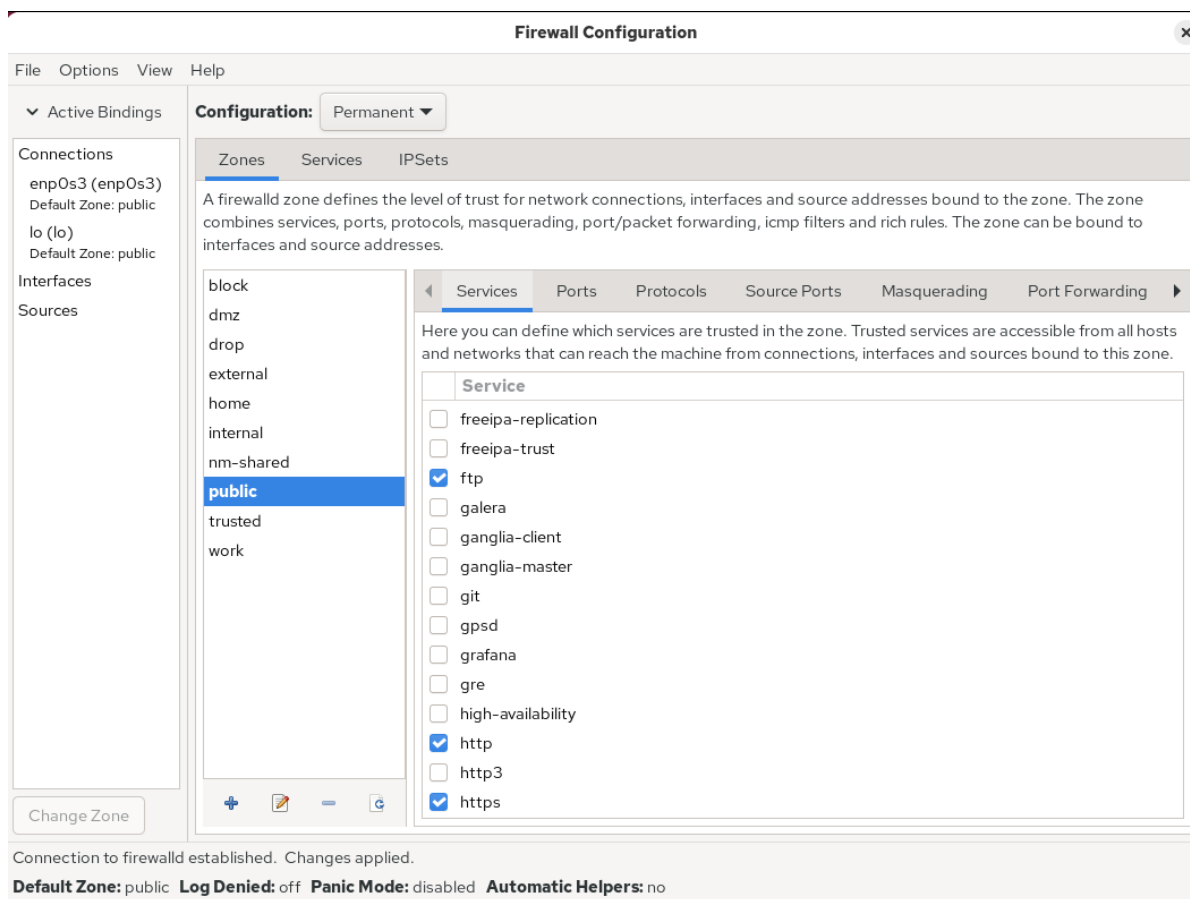 Firewall Configuration
File Options View Help
Active Bindings
Configuration: Permanent
Connections
enp0s3 (enp0s3)
Default Zone: public
lo (lo)
Default Zone: public
Interfaces
Sources
Change Zone
Zones Services IPSets
A firewalld zone defines the level of trust for network connections, interfaces and source addresses bound to the zone. The zone
combines services, ports, protocols, masquerading, port/packet forwarding, icmp filters and rich rules. The zone can be bound to
interfaces and source addresses.
block
dmz
drop
external
home
internal
nm-shared
public
trusted
work
Services Ports Protocols Source Ports Masquerading Port Forwarding
Here you can define which services are trusted in the zone. Trusted services are accessible from all hosts
and networks that can reach the machine from connections, interfaces and sources bound to this zone.
Service
freeipa-replication
freeipa-trust
ftp
galera
ganglia-client
ganglia-master
git
gpsd
grafana
gre
high-availability
http
http3
https
Connection to firewalld established. Changes applied.
Default Zone: public Log Denied: off Panic Mode: disabled Automatic Helpers: no